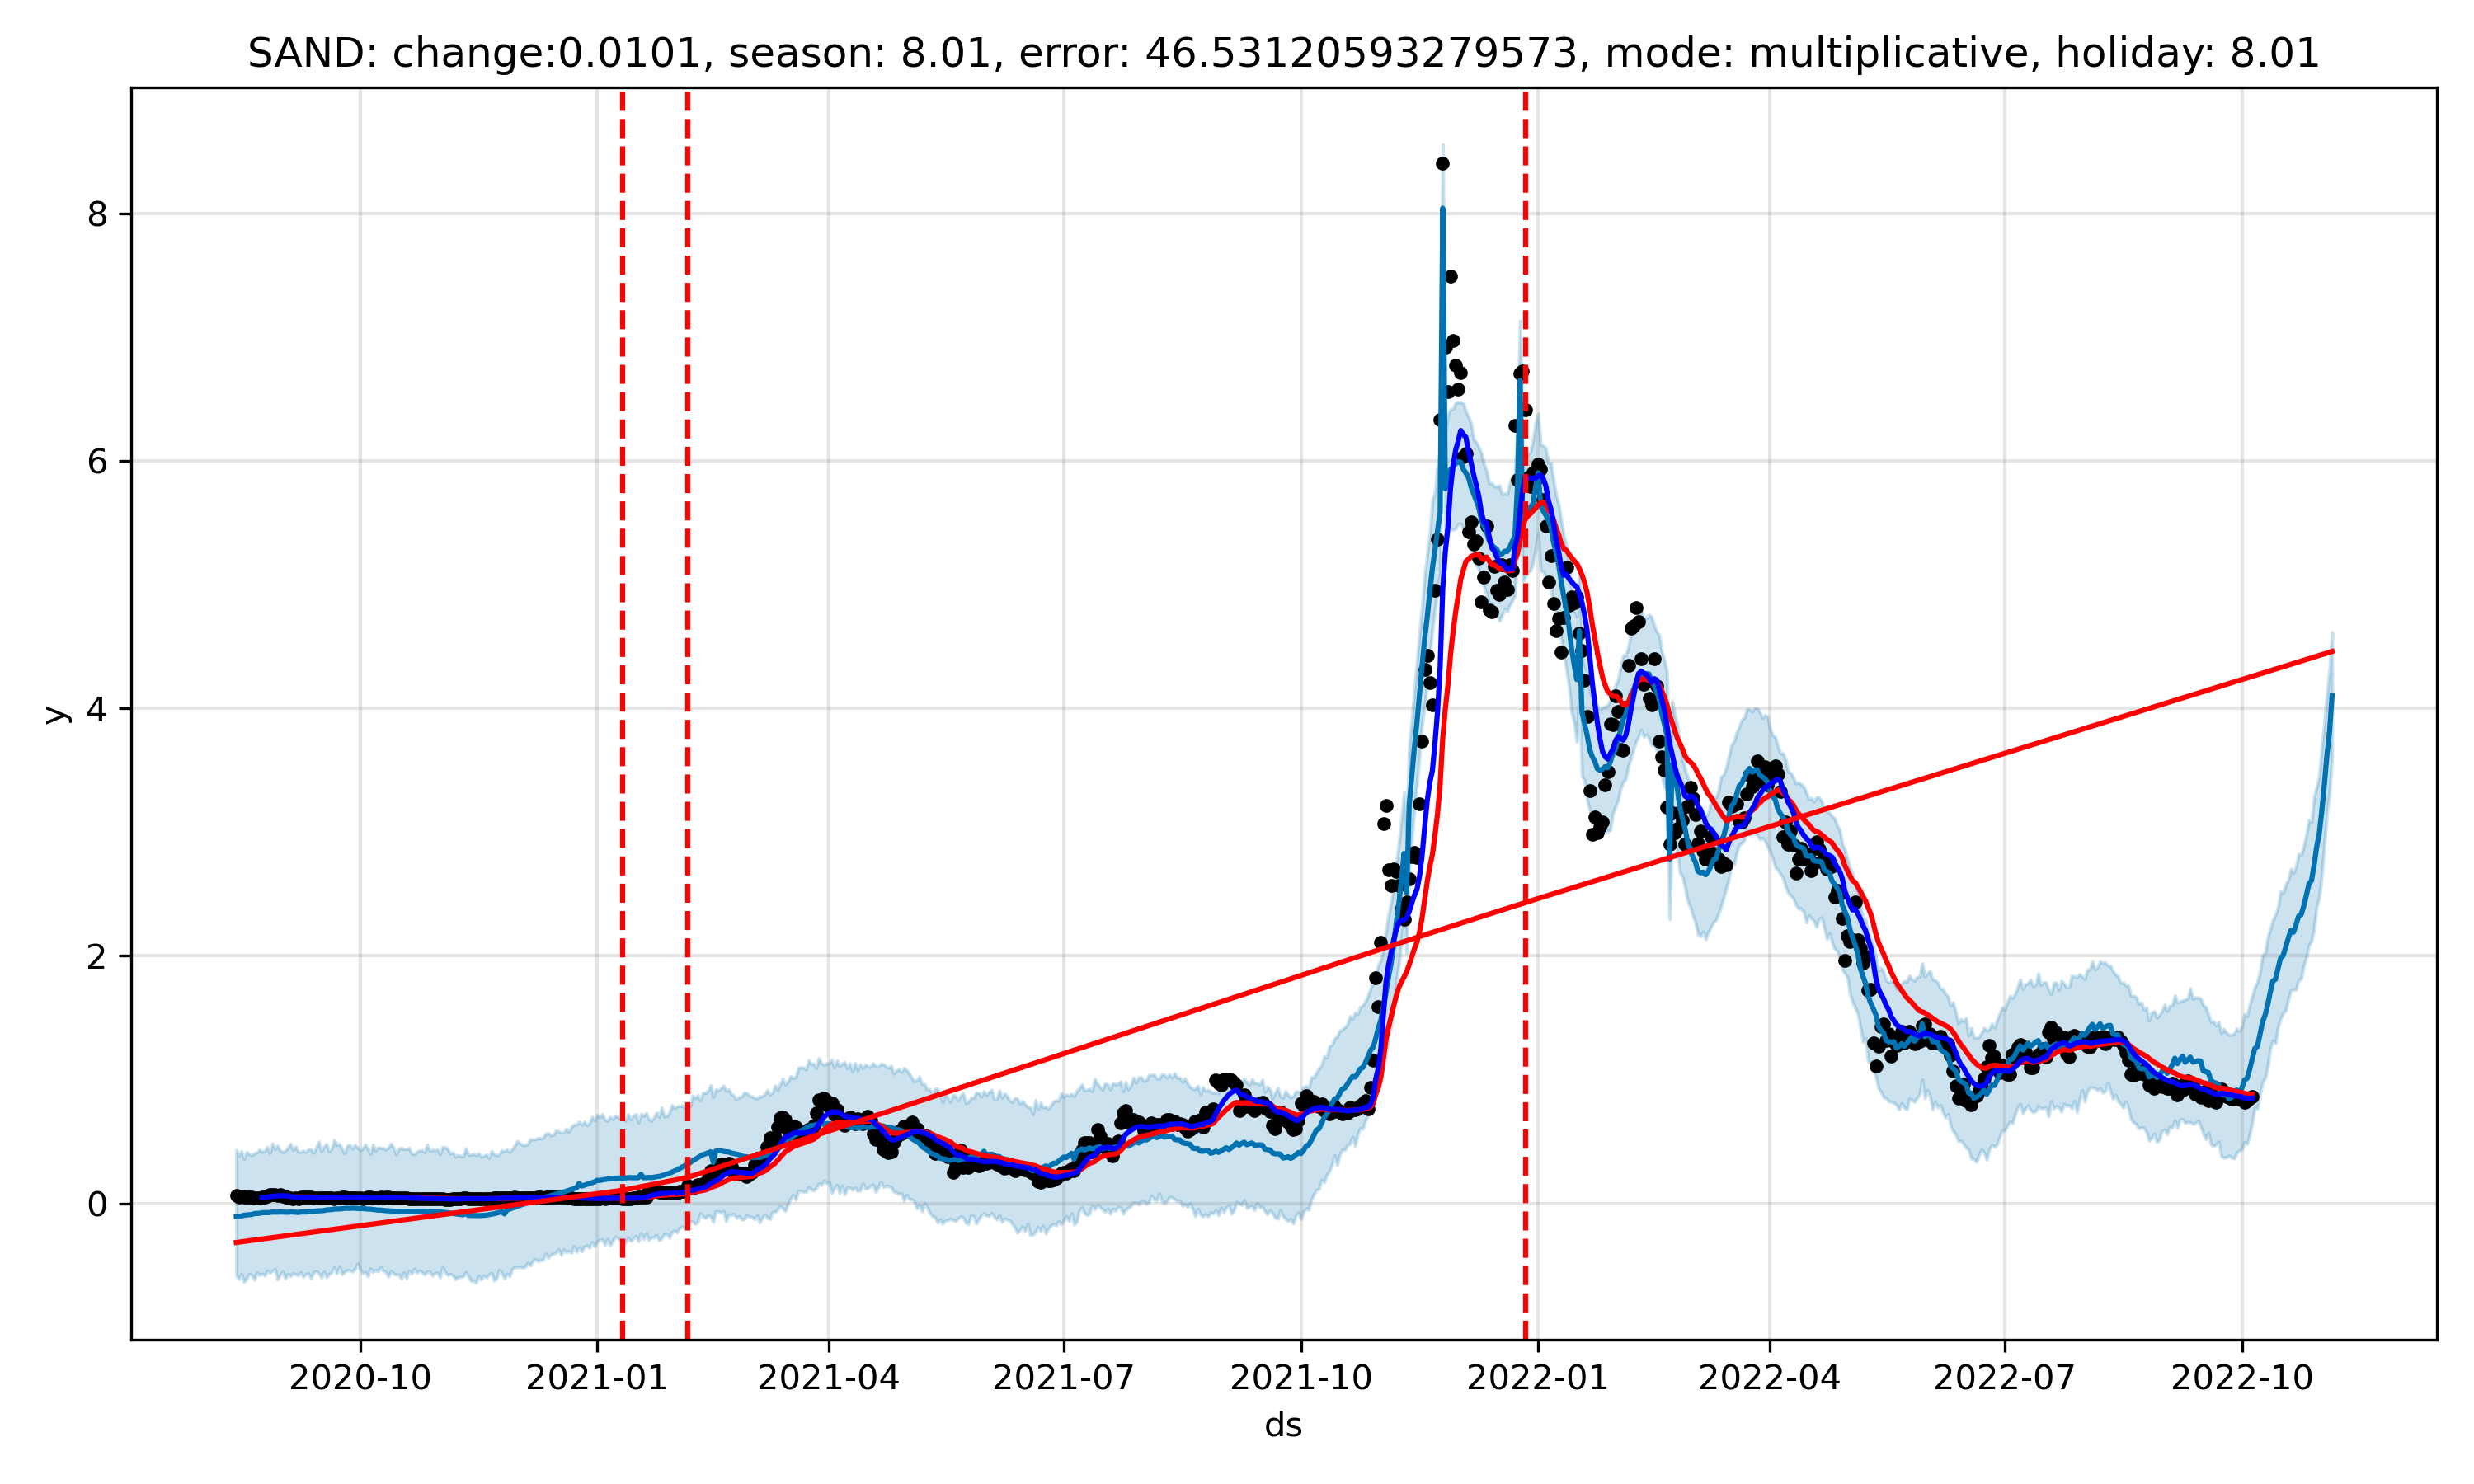 SAND: change:0.0101, season: 8.01, error: 46.53120593279573, mode: multiplicative, holiday: 8.01
8
6
4
2
0
y
2020-10 2021-01 2021-04 2021-07 2021-10 2022-01 2022-04 2022-07 2022-10
ds